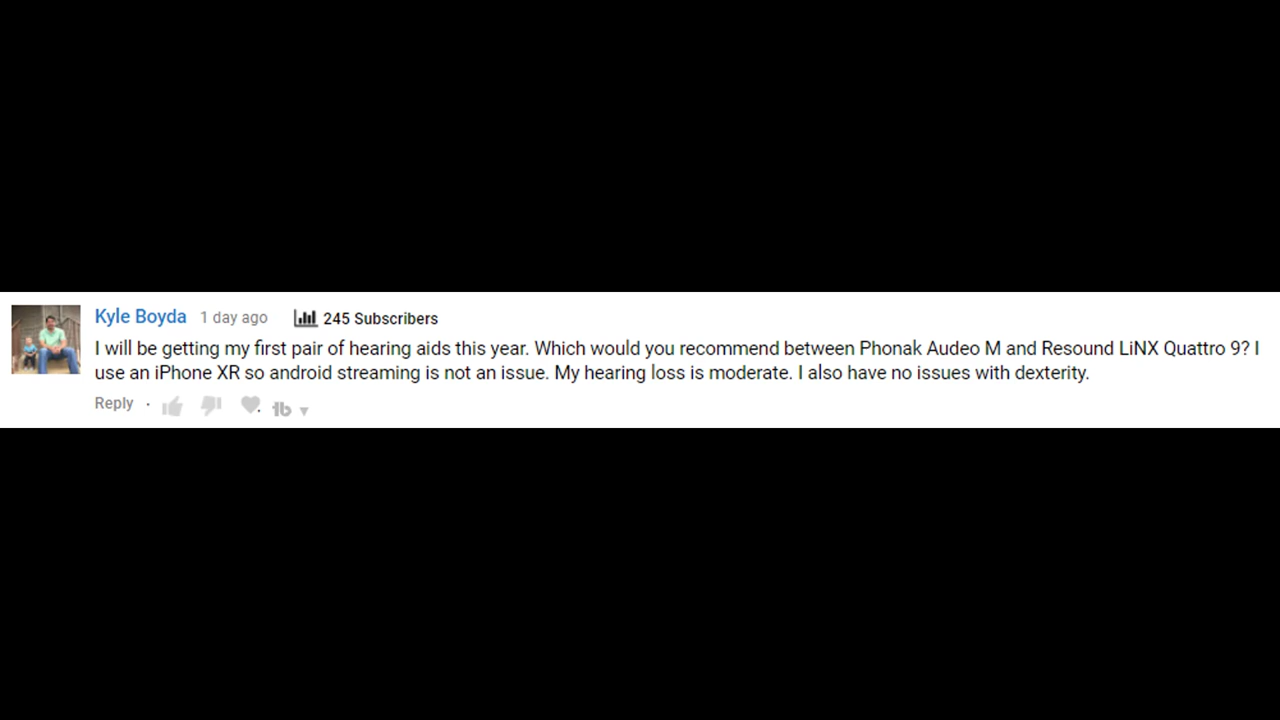 Kyle Boyda 1 day ago 245 Subscribers
I will be getting my first pair of hearing aids this year. Which would you recommend between Phonak Audeo M and Resound LiNX Quattro 9? I
use an iPhone XR so android streaming is not an issue. My hearing loss is moderate. I also have no issues with dexterity.
Reply · tb